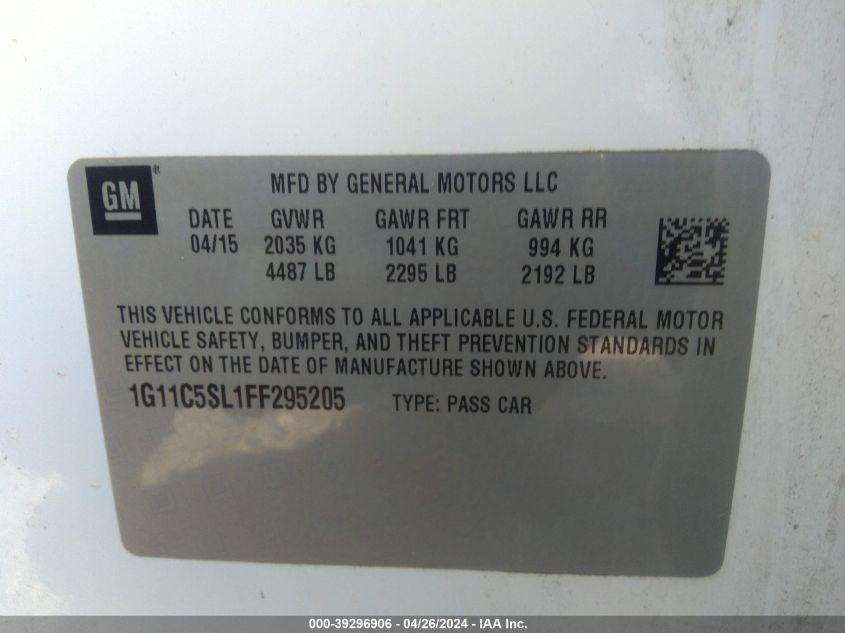 GM®
MFD BY GENERAL MOTORS LLC
DATE GVWR GAWR FRT GAWR RR
04/15 2035 KG 1041 KG 994 KG
4487 LB 2295 LB 2192 LB
THIS VEHICLE CONFORMS TO ALL APPLICABLE U.S. FEDERAL MOTOR
VEHICLE SAFETY, BUMPER, AND THEFT PREVENTION STANDARDS IN
EFFECT ON THE DATE OF MANUFACTURE SHOWN ABOVE.
1G11C5SL1FF295205 TYPE: PASS CAR
000-39296906 - 04/26/2024 - IAA Inc.